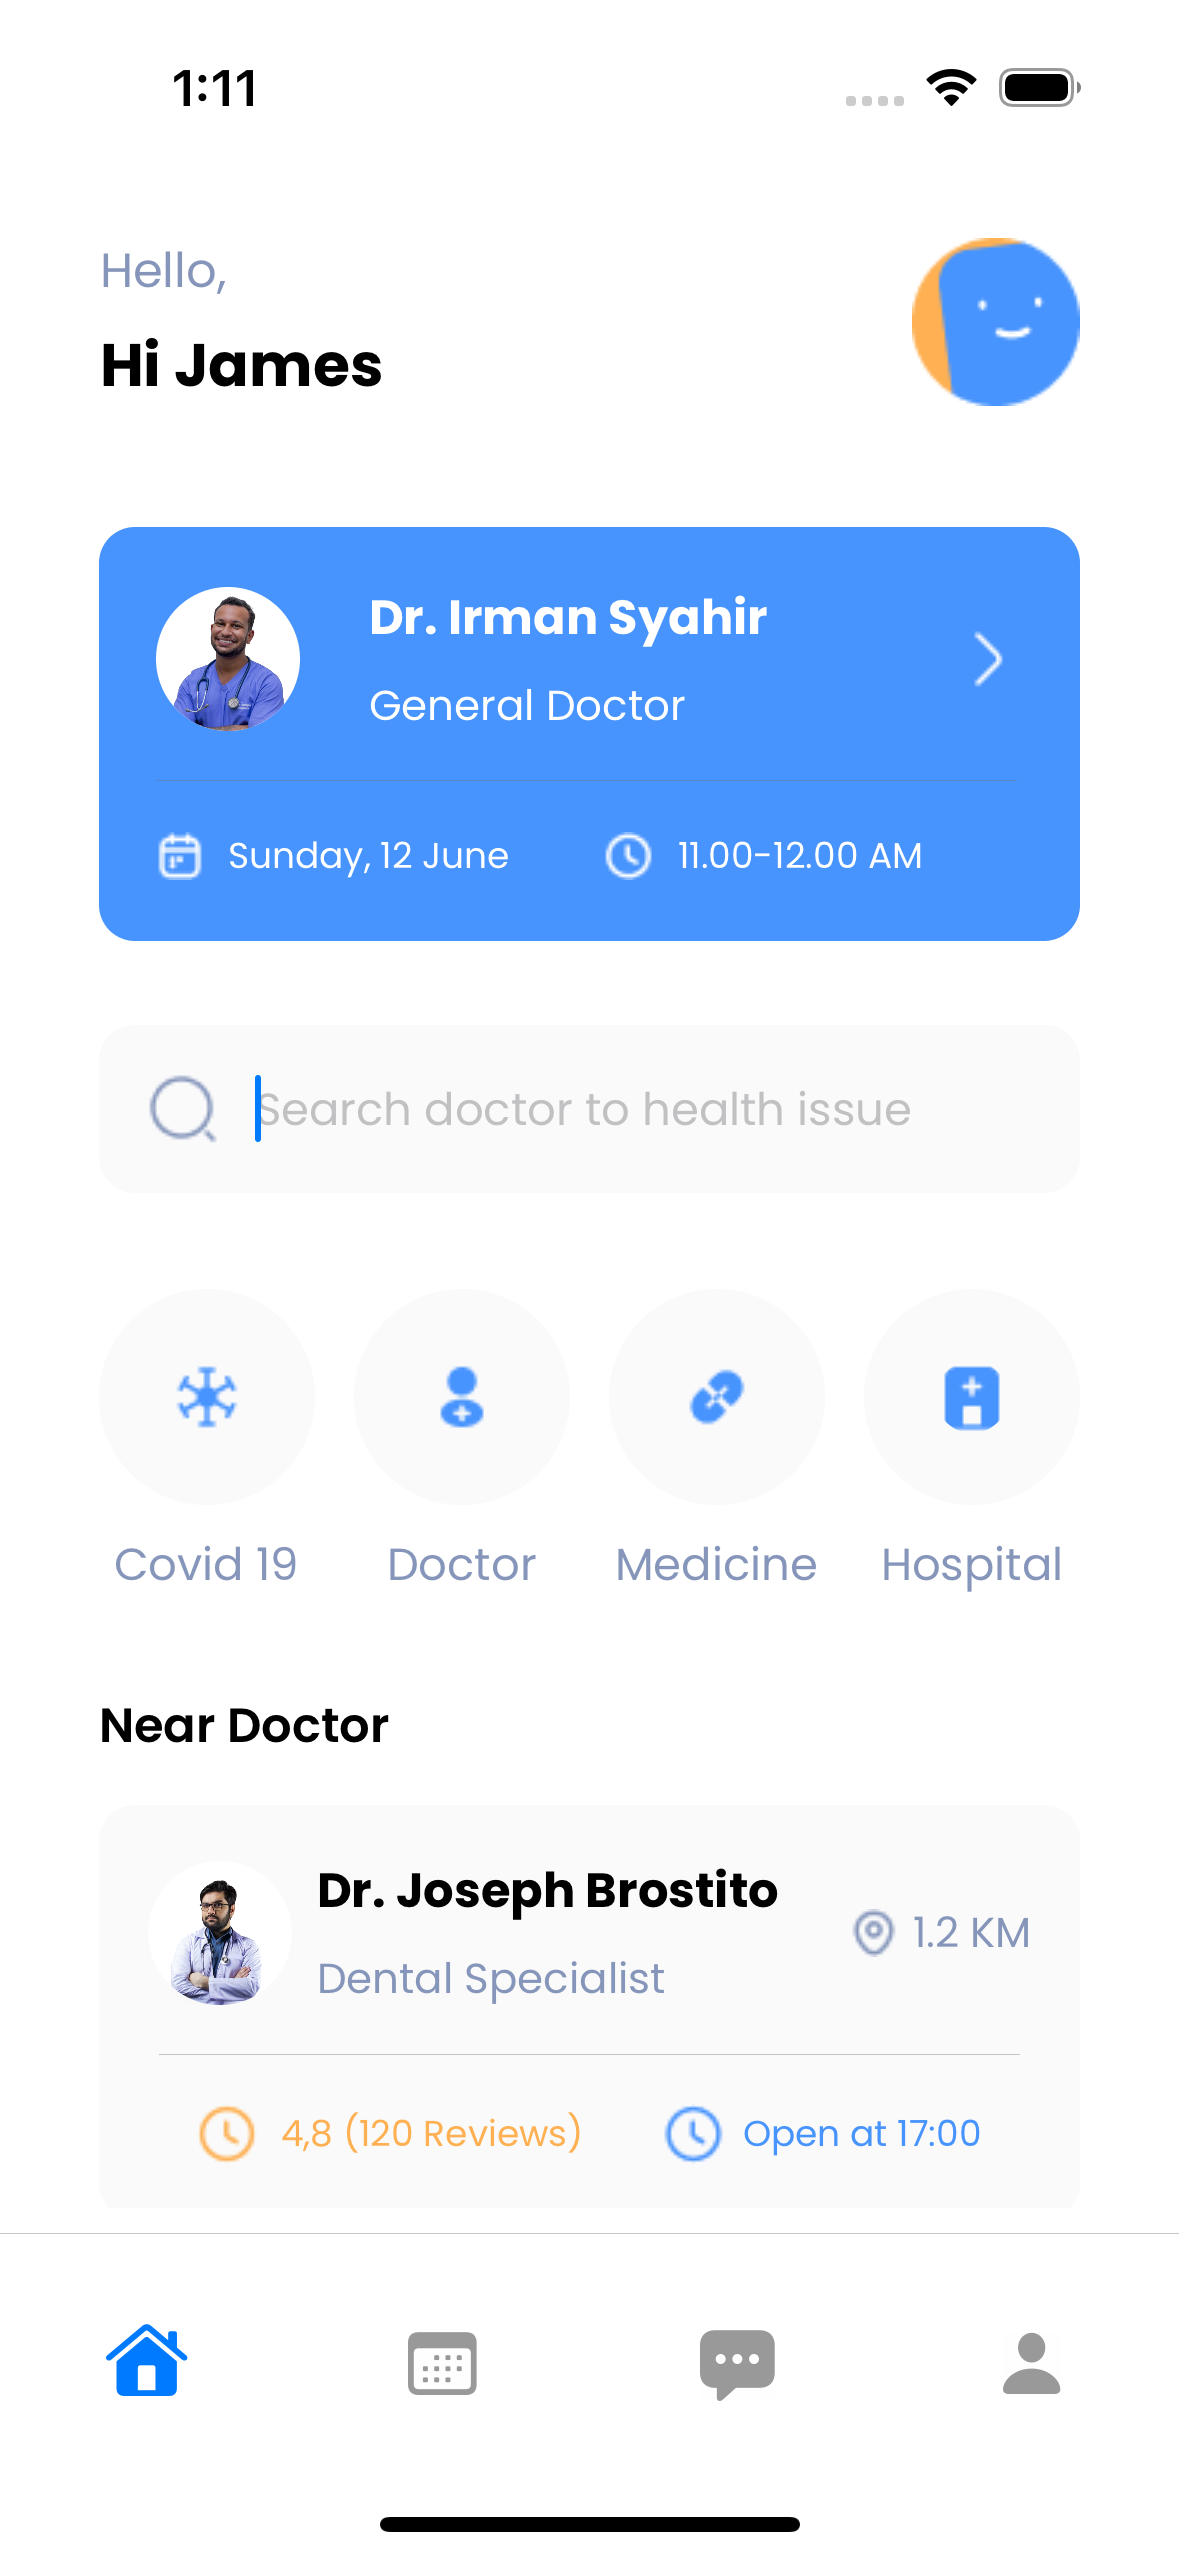 1:11
Hello,
Hi James
Dr. Irman Syahir
General Doctor
Sunday, 12 June
11.00-12.00 AM
Search doctor to health issue
Covid 19
Doctor
Medicine
Hospital
Near Doctor
Dr. Joseph Brostito
Dental Specialist
1.2 KM
4,8 (120 Reviews)
Open at 17:00